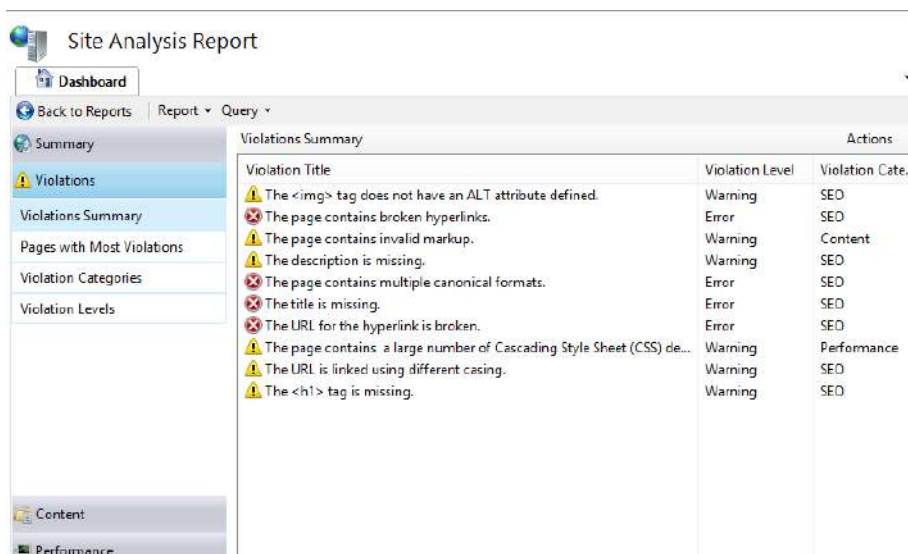 Site Analysis Report
Dashboard
Back to Reports Report Query
Summary
Violations
Violations Summary
Pages with Most Violations
Violation Categories
Violation Levels
Content
Performance
Violations Summary Actions
Violation Title Violation Level Violation Cate.
The <img> tag does not have an ALT attribute defined. Warning SEO
The page contains broken hyperlinks. Error SEO
The page contains invalid markup. Warning Content
The description is missing. Warning SEO
The page contains multiple canonical formats. Error SEO
The title is missing. Error SEO
The URL for the hyperlink is broken. Error SEO
The page contains a large number of Cascading Style Sheet (CSS) de... Warning Performance
The URL is linked using different casing. Warning SEO
The <h1> tag is missing. Warning SEO